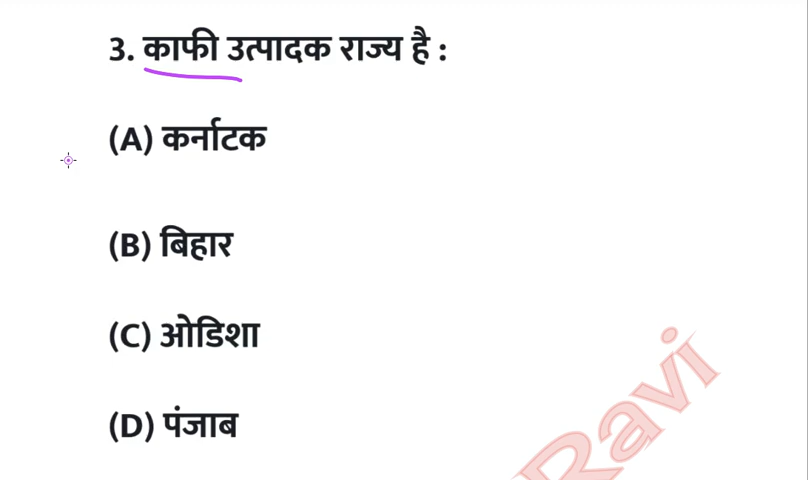 3. काफी उत्पादक राज्य है :
(A) कर्नाटक
(B) बिहार
(C) ओडिशा
(D) पंजाब
Ravi